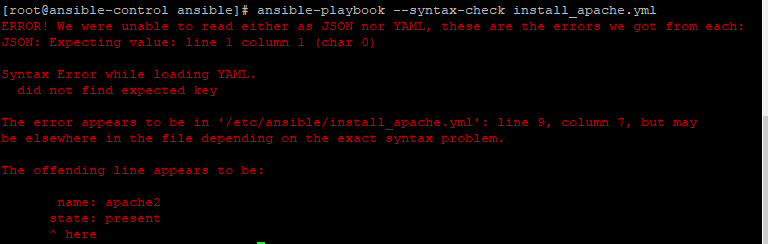 [root@ansible-control ansible]# ansible-playbook --syntax-check install_apache.yml
ERROR! We were unable to read either as JSON nor YAML, these are the errors we got from each:
JSON: Expecting value: line 1 column 1 (char 0)
Syntax Error while loading YAML.
  did not find expected key
The error appears to be in '/etc/ansible/install_apache.yml': line 9, column 7, but may
be elsewhere in the file depending on the exact syntax problem.
The offending line appears to be:
       name: apache2
      state: present
      ^ here